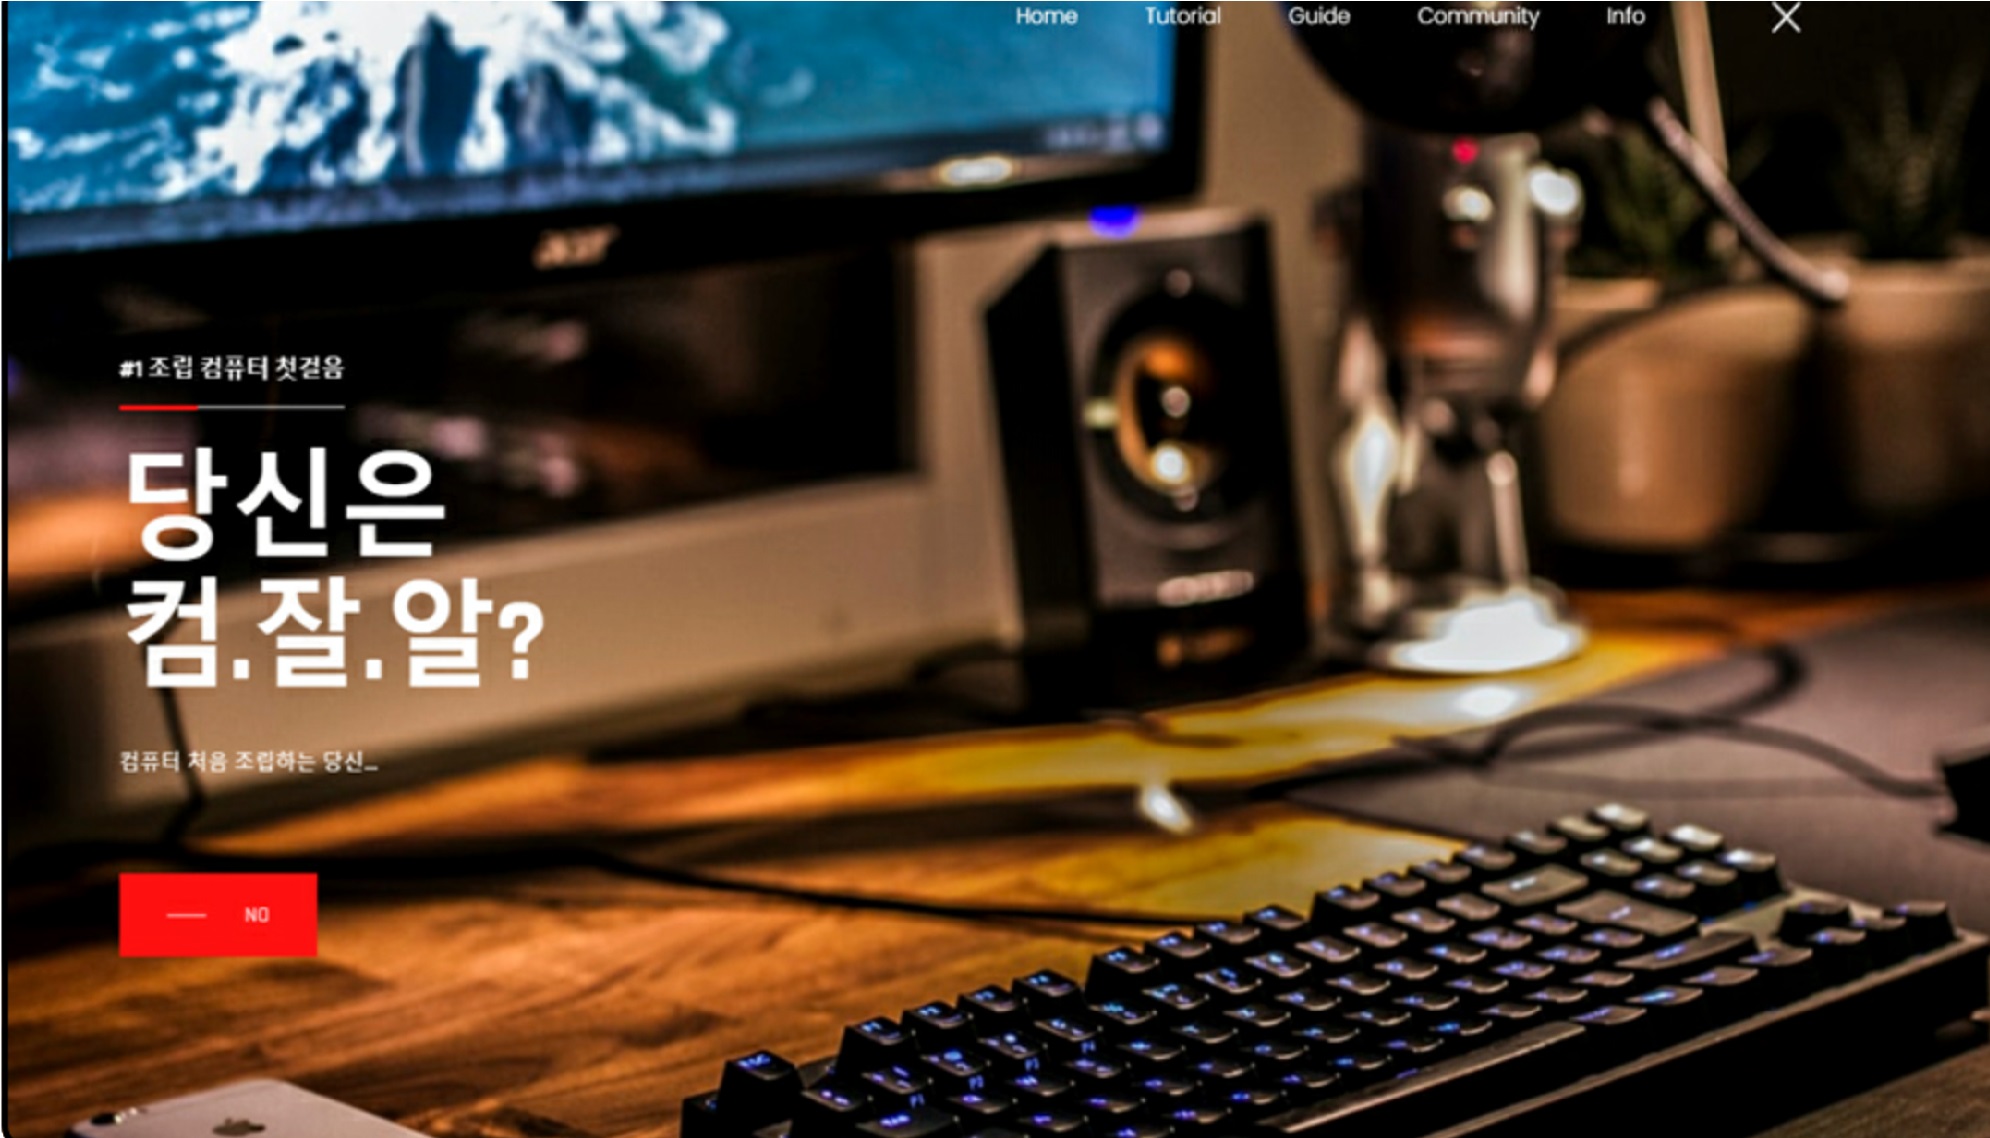 Home Tutorial Guide Community Info
acer
#1 조립 컴퓨터 첫걸음
당신은
컴.잘.알?
컴퓨터 처음 조립하는 당신_
NO